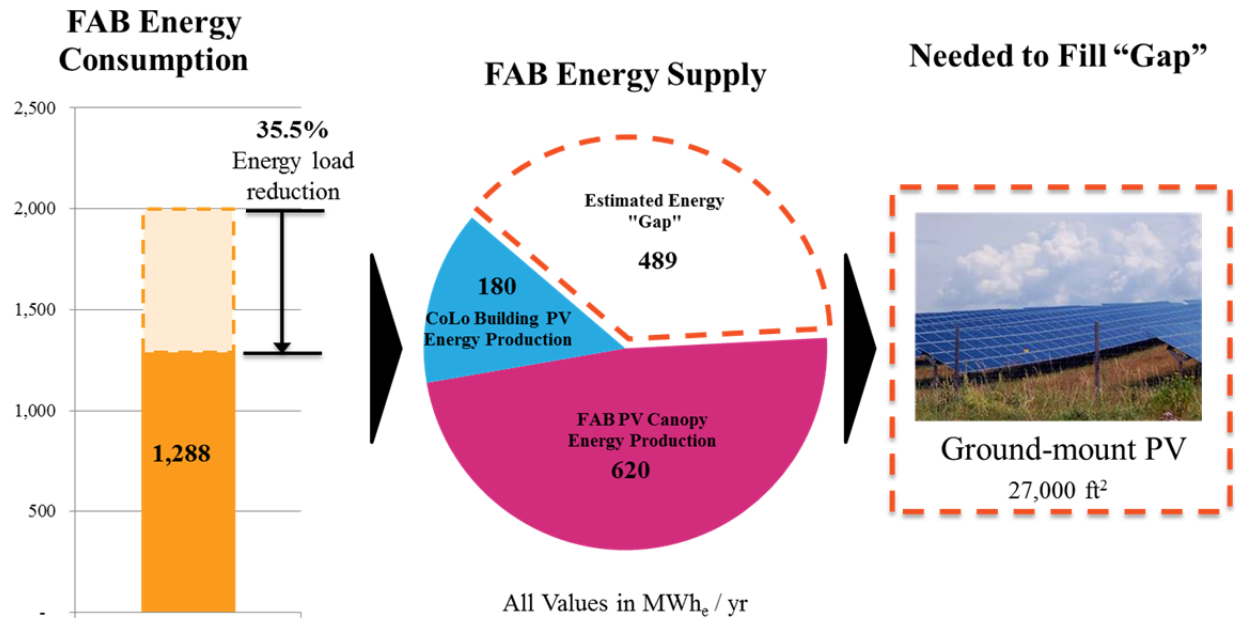 FAB Energy
Consumption
2,500
2,000
1,500
1,000
500
-
35.5%
Energy load
reduction
1,288
FAB Energy Supply
Estimated Energy
"Gap"
489
180
CoLo Building PV
Energy Production
FAB PV Canopy
Energy Production
620
All Values in MWhₑ / yr
Needed to Fill “Gap”
Ground-mount PV
27,000 ft²